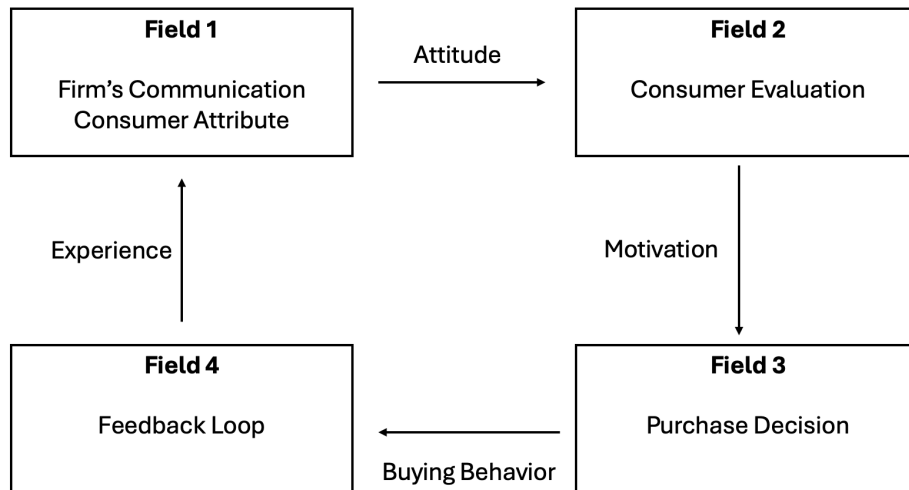 Field 1
Firm’s Communication
Consumer Attribute
Attitude
Field 2
Consumer Evaluation
Experience
Motivation
Field 4
Feedback Loop
Field 3
Purchase Decision
Buying Behavior